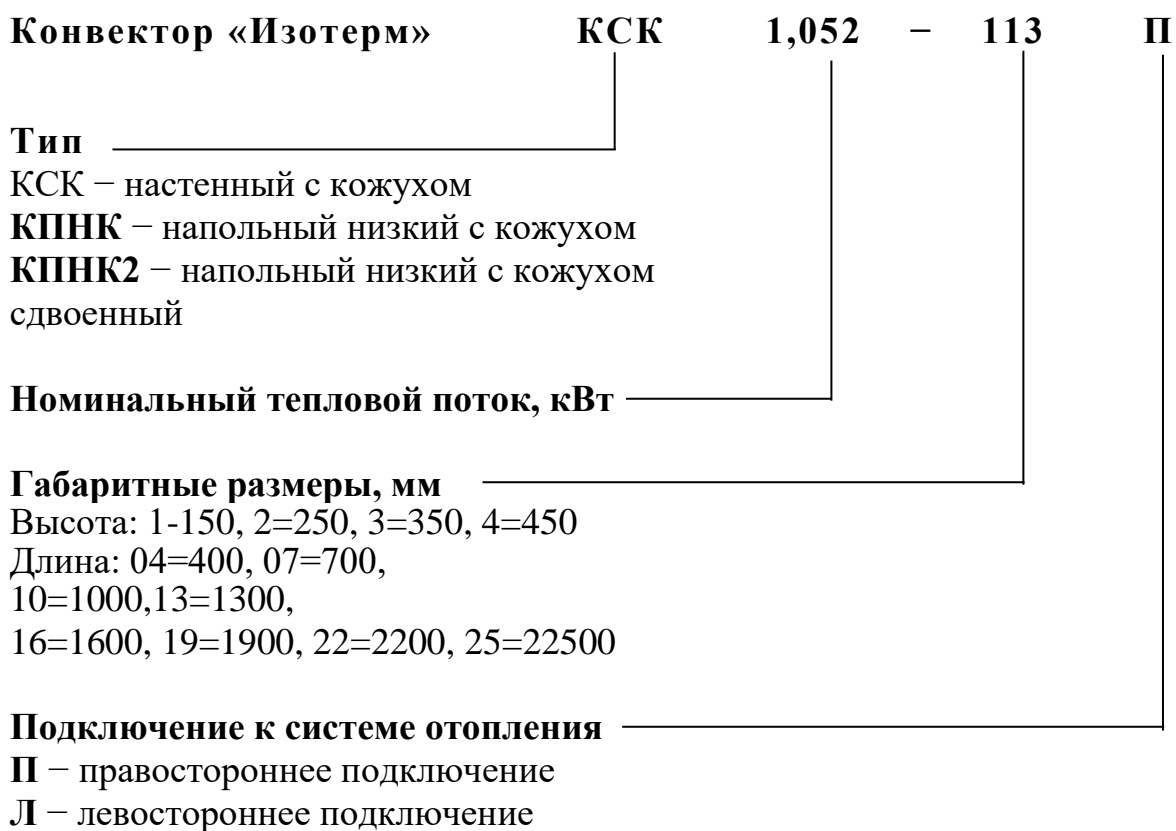 Конвектор «Изотерм» КСК 1,052 − 113 П
Тип
КСК − настенный с кожухом
КПНК − напольный низкий с кожухом
КПНК2 − напольный низкий с кожухом
сдвоенный
Номинальный тепловой поток, кВт
Габаритные размеры, мм
Высота: 1-150, 2=250, 3=350, 4=450
Длина: 04=400, 07=700,
10=1000,13=1300,
16=1600, 19=1900, 22=2200, 25=22500
Подключение к системе отопления
П − правостороннее подключение
Л − левостороннее подключение